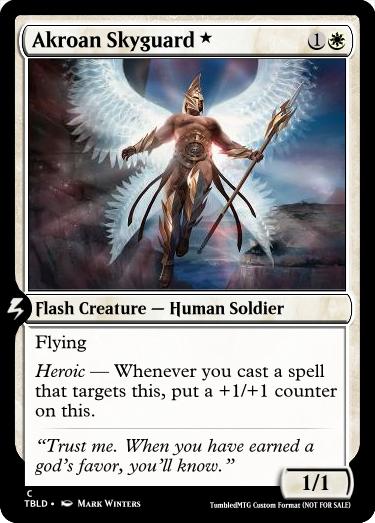 Akroan Skyguard ★ 1
Flash Creature — Human Soldier
Flying
Heroic — Whenever you cast a spell
that targets this, put a +1/+1 counter
on this.
“Trust me. When you have earned a
god’s favor, you’ll know.”
1/1
C
TBLD • Mark Winters
TumbledMTG Custom Format (NOT FOR SALE)